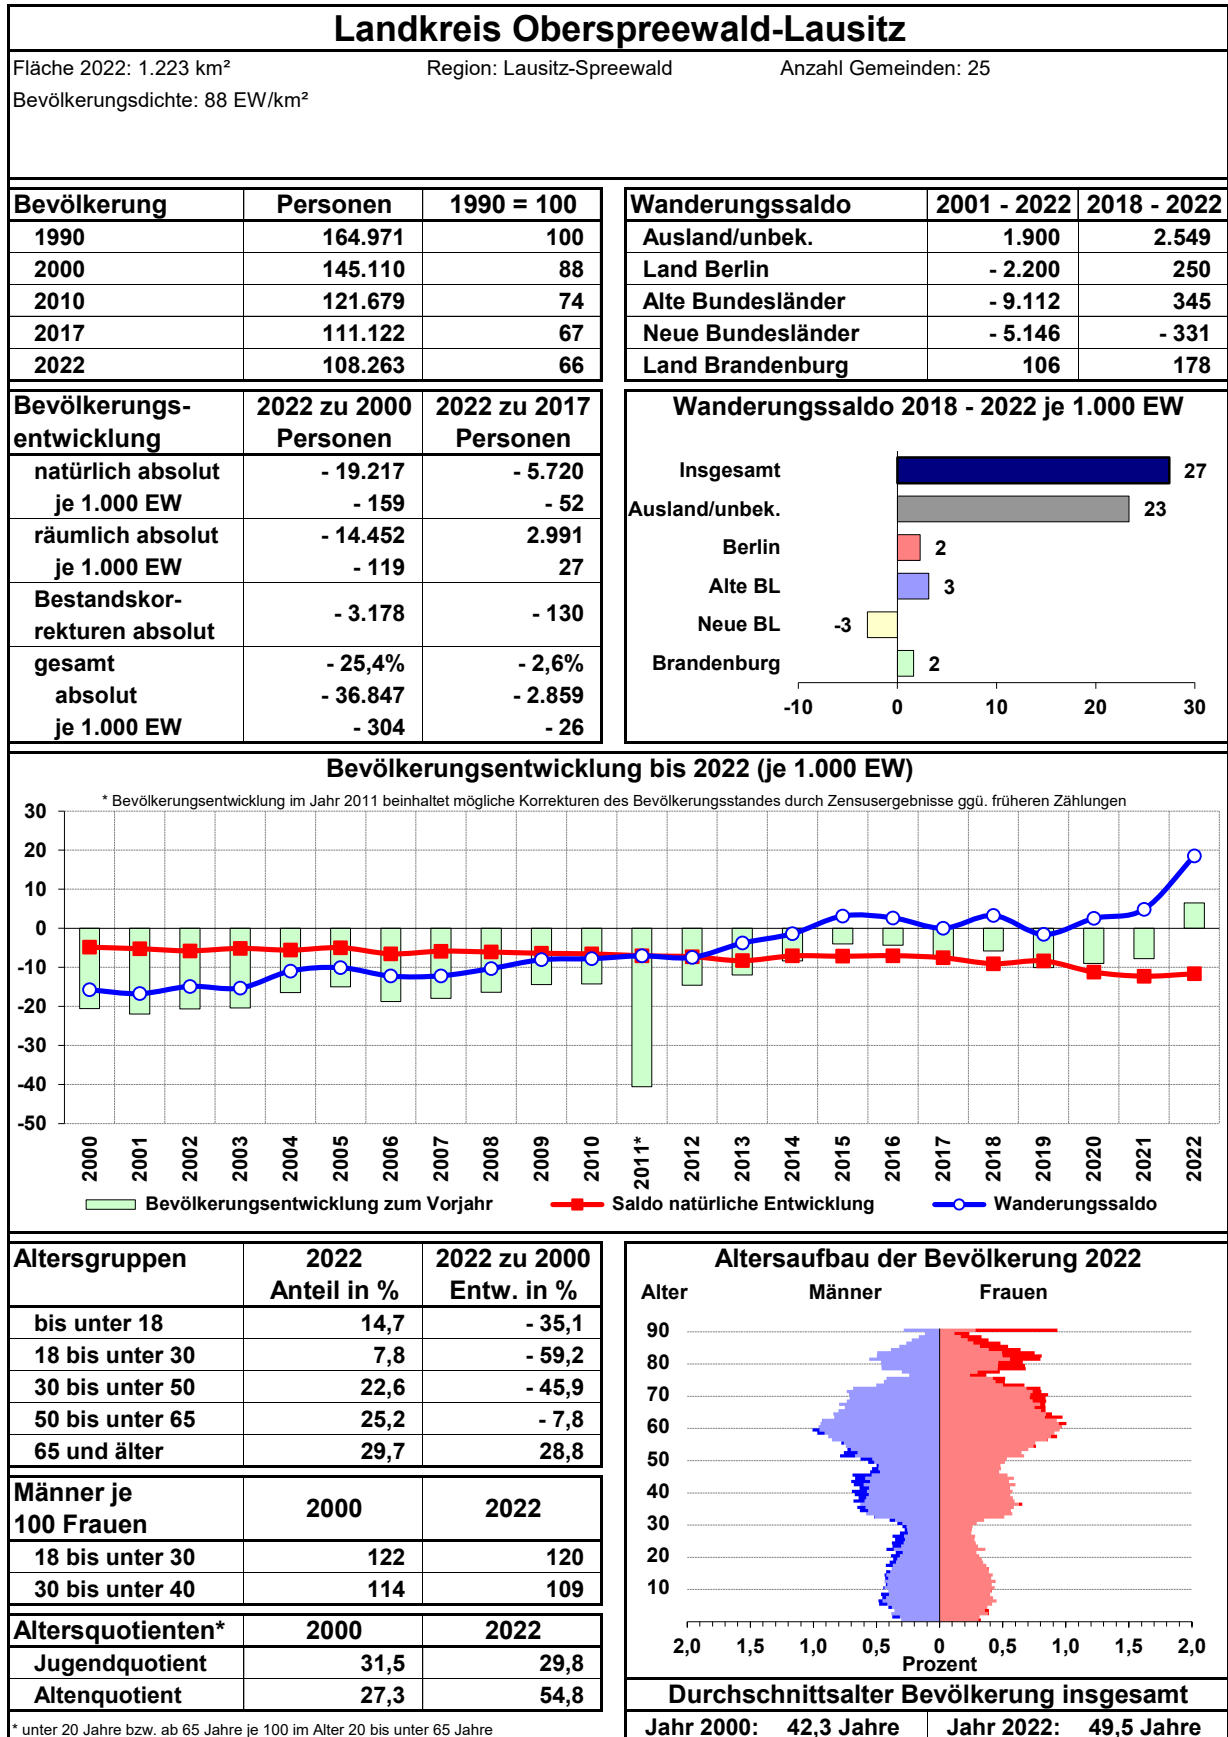 Landkreis Oberspreewald-Lausitz
Fläche 2022: 1.223 km² Region: Lausitz-Spreewald Anzahl Gemeinden: 25
Bevölkerungsdichte: 88 EW/km²
Bevölkerung Personen 1990 = 100
1990 164.971 100
2000 145.110 88
2010 121.679 74
2017 111.122 67
2022 108.263 66
Wanderungssaldo 2001 - 2022 2018 - 2022
Ausland/unbek. 1.900 2.549
Land Berlin - 2.200 250
Alte Bundesländer - 9.112 345
Neue Bundesländer - 5.146 - 331
Land Brandenburg 106 178
Bevölkerungs- 2022 zu 2000 2022 zu 2017
entwicklung Personen Personen
natürlich absolut - 19.217 - 5.720
je 1.000 EW - 159 - 52
räumlich absolut - 14.452 2.991
je 1.000 EW - 119 27
Bestandskor-
rekturen absolut - 3.178 - 130
gesamt - 25,4% - 2,6%
absolut - 36.847 - 2.859
je 1.000 EW - 304 - 26
Wanderungssaldo 2018 - 2022 je 1.000 EW
Insgesamt 27
Ausland/unbek. 23
Berlin 2
Alte BL 3
Neue BL -3
Brandenburg 2
-10 0 10 20 30
Bevölkerungsentwicklung bis 2022 (je 1.000 EW)
* Bevölkerungsentwicklung im Jahr 2011 beinhaltet mögliche Korrekturen des Bevölkerungsstandes durch Zensusergebnisse ggü. früheren Zählungen
30
20
10
0
-10
-20
-30
-40
-50
2000 2001 2002 2003 2004 2005 2006 2007 2008 2009 2010 2011* 2012 2013 2014 2015 2016 2017 2018 2019 2020 2021 2022
Bevölkerungsentwicklung zum Vorjahr Saldo natürliche Entwicklung Wanderungssaldo
Altersgruppen 2022 2022 zu 2000
Anteil in % Entw. in %
bis unter 18 14,7 - 35,1
18 bis unter 30 7,8 - 59,2
30 bis unter 50 22,6 - 45,9
50 bis unter 65 25,2 - 7,8
65 und älter 29,7 28,8
Männer je
100 Frauen 2000 2022
18 bis unter 30 122 120
30 bis unter 40 114 109
Altersquotienten* 2000 2022
Jugendquotient 31,5 29,8
Altenquotient 27,3 54,8
* unter 20 Jahre bzw. ab 65 Jahre je 100 im Alter 20 bis unter 65 Jahre
Altersaufbau der Bevölkerung 2022
Alter Männer Frauen
90
80
70
60
50
40
30
20
10
2,0 1,5 1,0 0,5 0 0,5 1,0 1,5 2,0
Prozent
Durchschnittsalter Bevölkerung insgesamt
Jahr 2000: 42,3 Jahre Jahr 2022: 49,5 Jahre